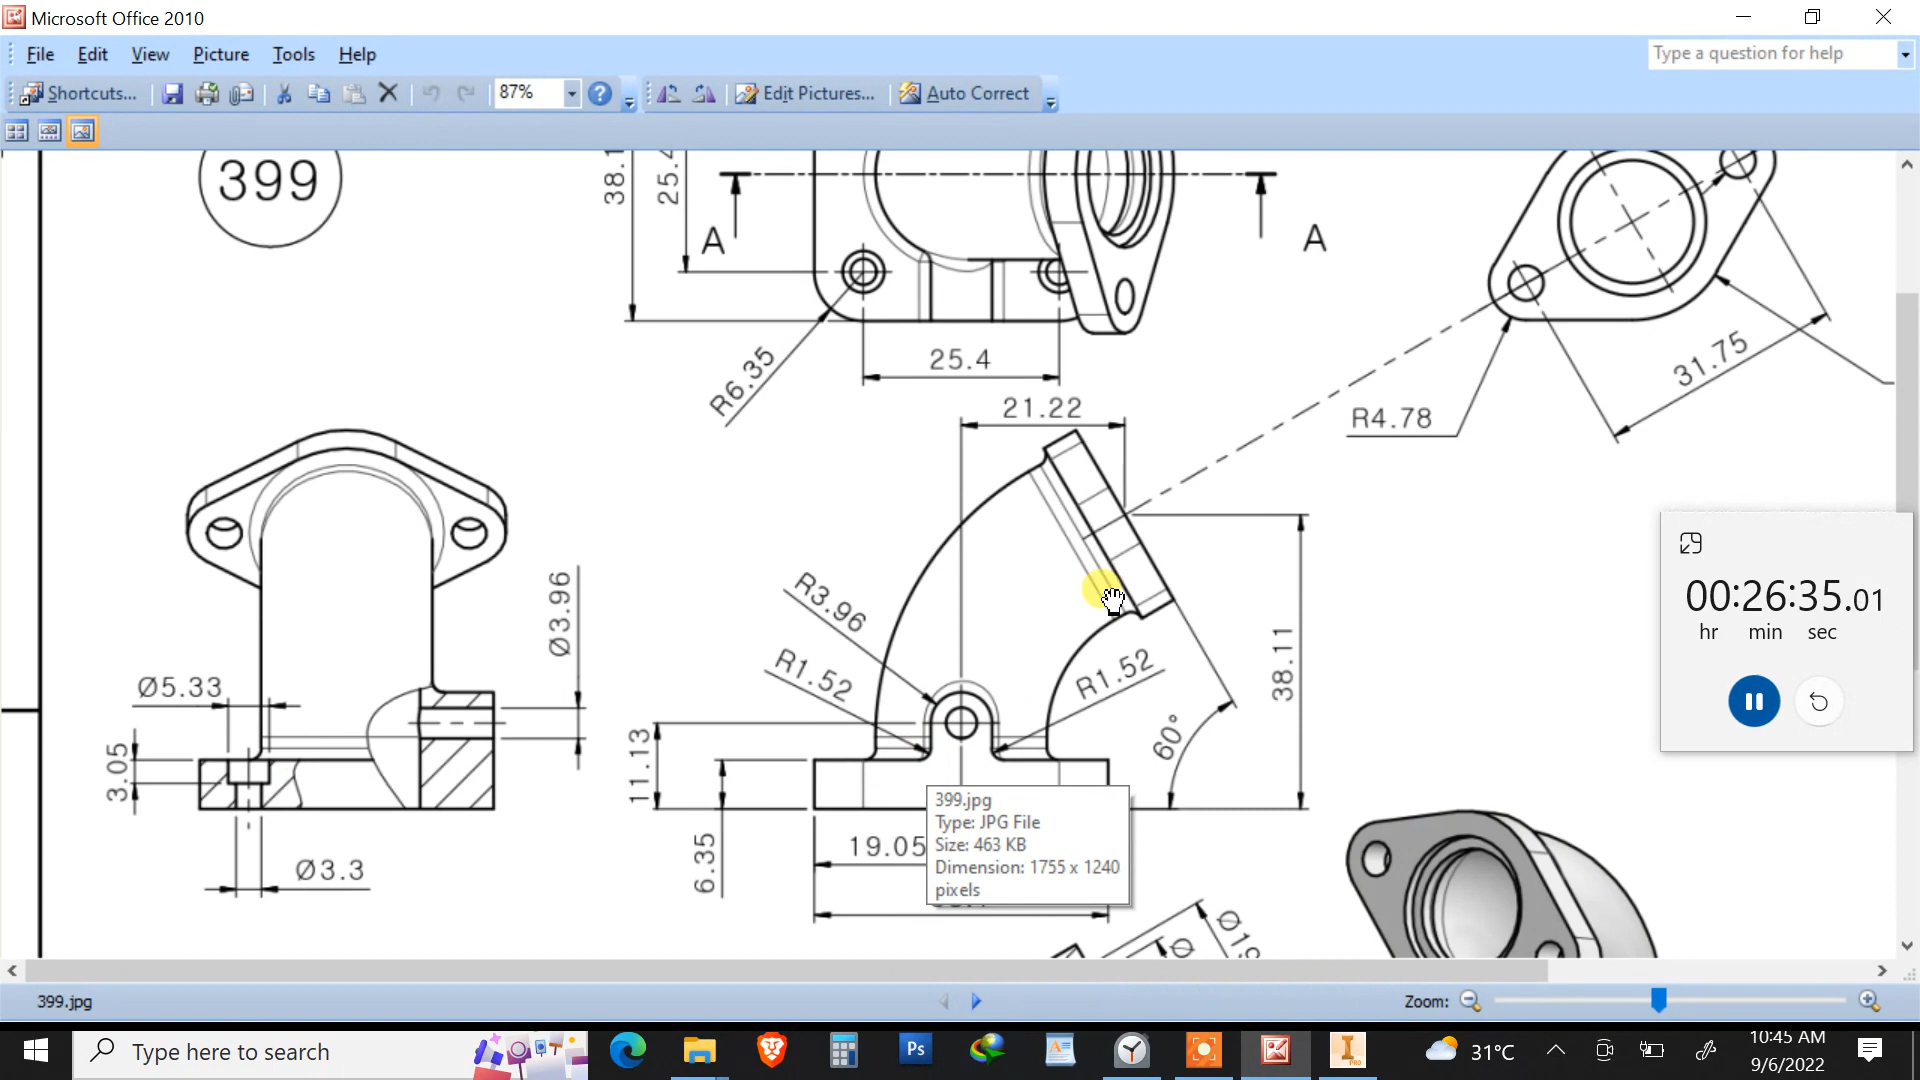 Microsoft Office 2010
File Edit View Picture Tools Help
Type a question for help
Shortcuts...
87%
Edit Pictures...
Auto Correct
399
38.1
25.4
A
A
R6.35
25.4
31.75
R4.78
21.22
Ø3.96
R3.96
R1.52
R1.52
38.11
60°
Ø5.33
3.05
11.13
6.35
19.05
Ø3.3
399.jpg
Type: JPG File
Size: 463 KB
Dimension: 1755 x 1240
pixels
Ø19
Ø
00:26:35.01
hr min sec
399.jpg
Zoom:
Type here to search
Ps
PRO
31°C
10:45 AM
9/6/2022